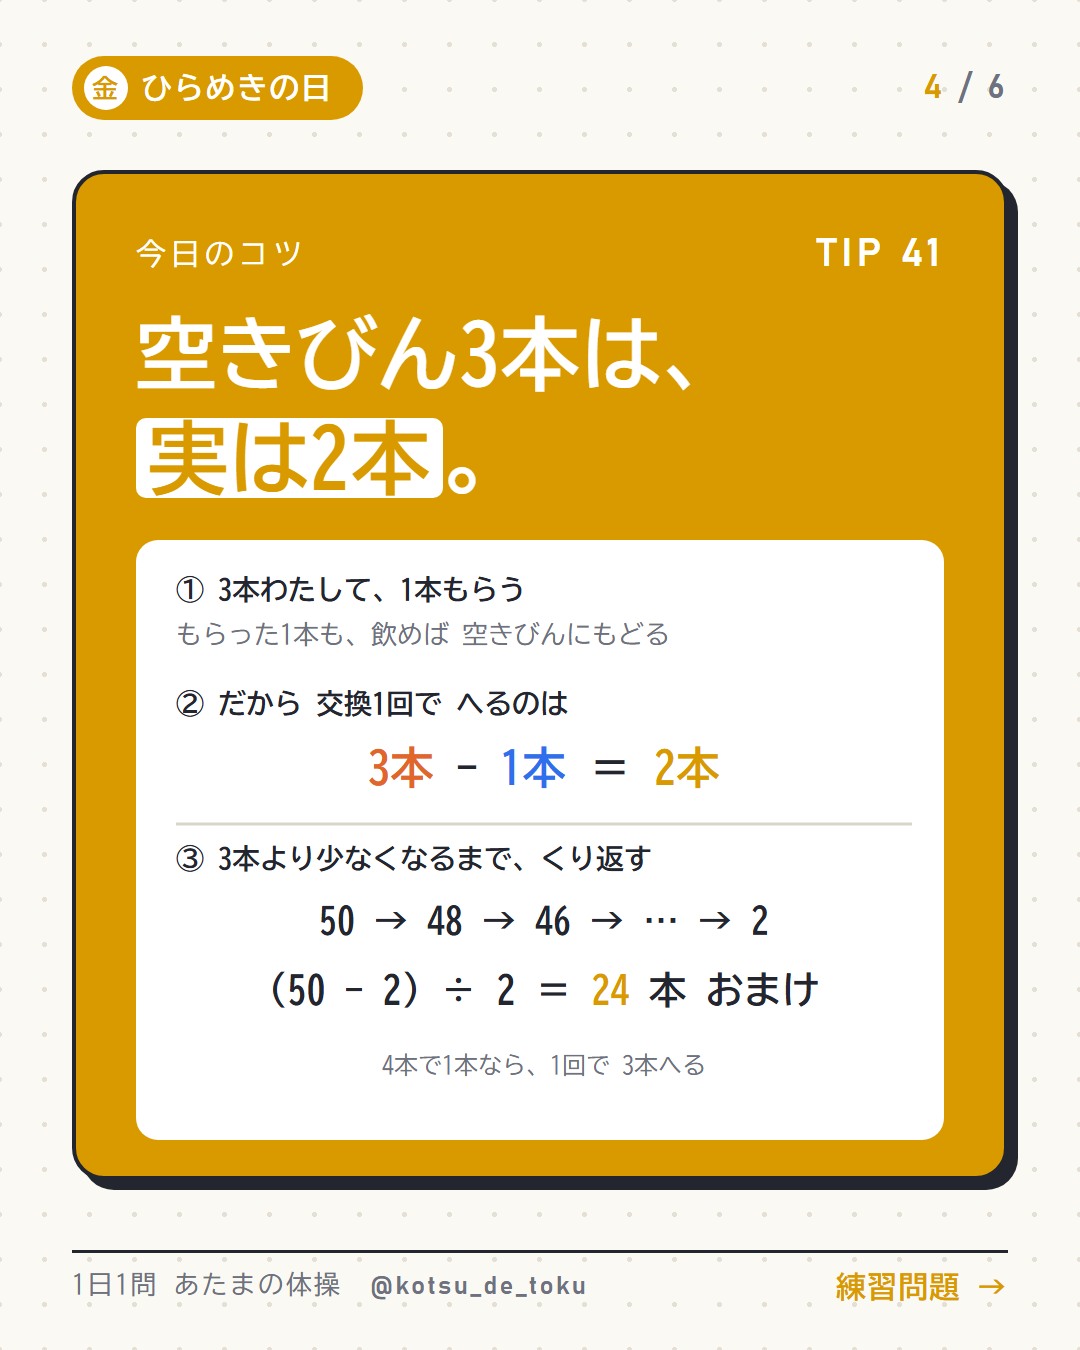 金 ひらめきの日
4 / 6
今日のコツ
TIP 41
空きびん3本は、
実は2本。
① 3本わたして、1本もらう
もらった1本も、飲めば 空きびんにもどる
② だから 交換1回で へるのは
3本 − 1本 = 2本
③ 3本より少なくなるまで、くり返す
50 → 48 → 46 → … → 2
(50 − 2) ÷ 2 = 24 本 おまけ
4本で1本なら、1回で 3本へる
1日1問 あたまの体操 @kotsu_de_toku
練習問題 →